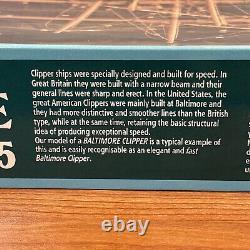 Clipper ships were specially designed and built for speed. In
Great Britain they were built with a narrow beam and their
general lines were sharp and erect. In the United States, the
great American Clippers were mainly built at Baltimore and
they had more distinctive and smoother lines than the British
type, while at the same time, retaining the basic structural idea
of producing exceptional speed.
Our model of a BALTIMORE CLIPPER is a typical example of
this and is easily recognisable as an elegant and fast
Baltimore Clipper.
E
5